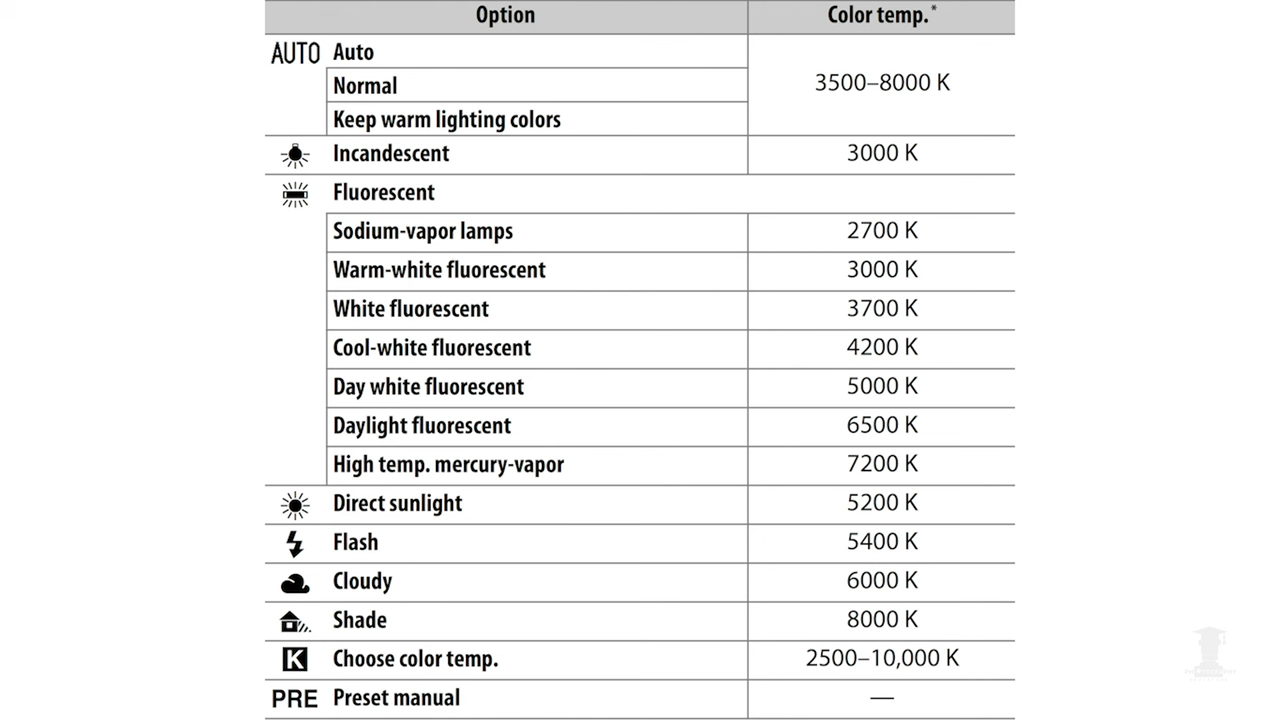 Option Color temp.*
AUTO Auto
Normal
3500–8000 K
Keep warm lighting colors
Incandescent 3000 K
Fluorescent
Sodium-vapor lamps 2700 K
Warm-white fluorescent 3000 K
White fluorescent 3700 K
Cool-white fluorescent 4200 K
Day white fluorescent 5000 K
Daylight fluorescent 6500 K
High temp. mercury-vapor 7200 K
Direct sunlight 5200 K
Flash 5400 K
Cloudy 6000 K
Shade 8000 K
K Choose color temp. 2500–10,000 K
PRE Preset manual —